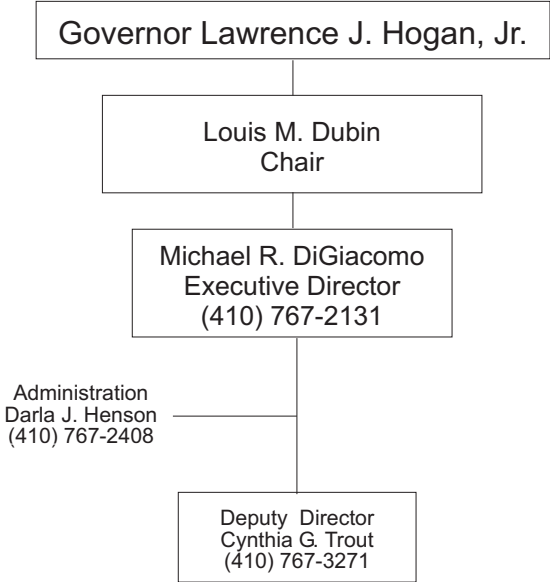 Governor Lawrence J. Hogan, Jr.
Louis M. Dubin
Chair
Michael R. DiGiacomo
Executive Director
(410) 767-2131
Administration
Darla J. Henson
(410) 767-2408
Deputy Director
Cynthia G. Trout
(410) 767-3271